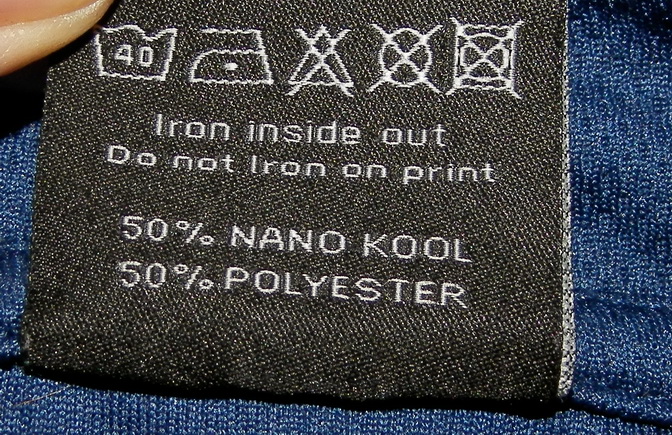 40
Iron inside out
Do not Iron on print
50% NANO KOOL
50% POLYESTER